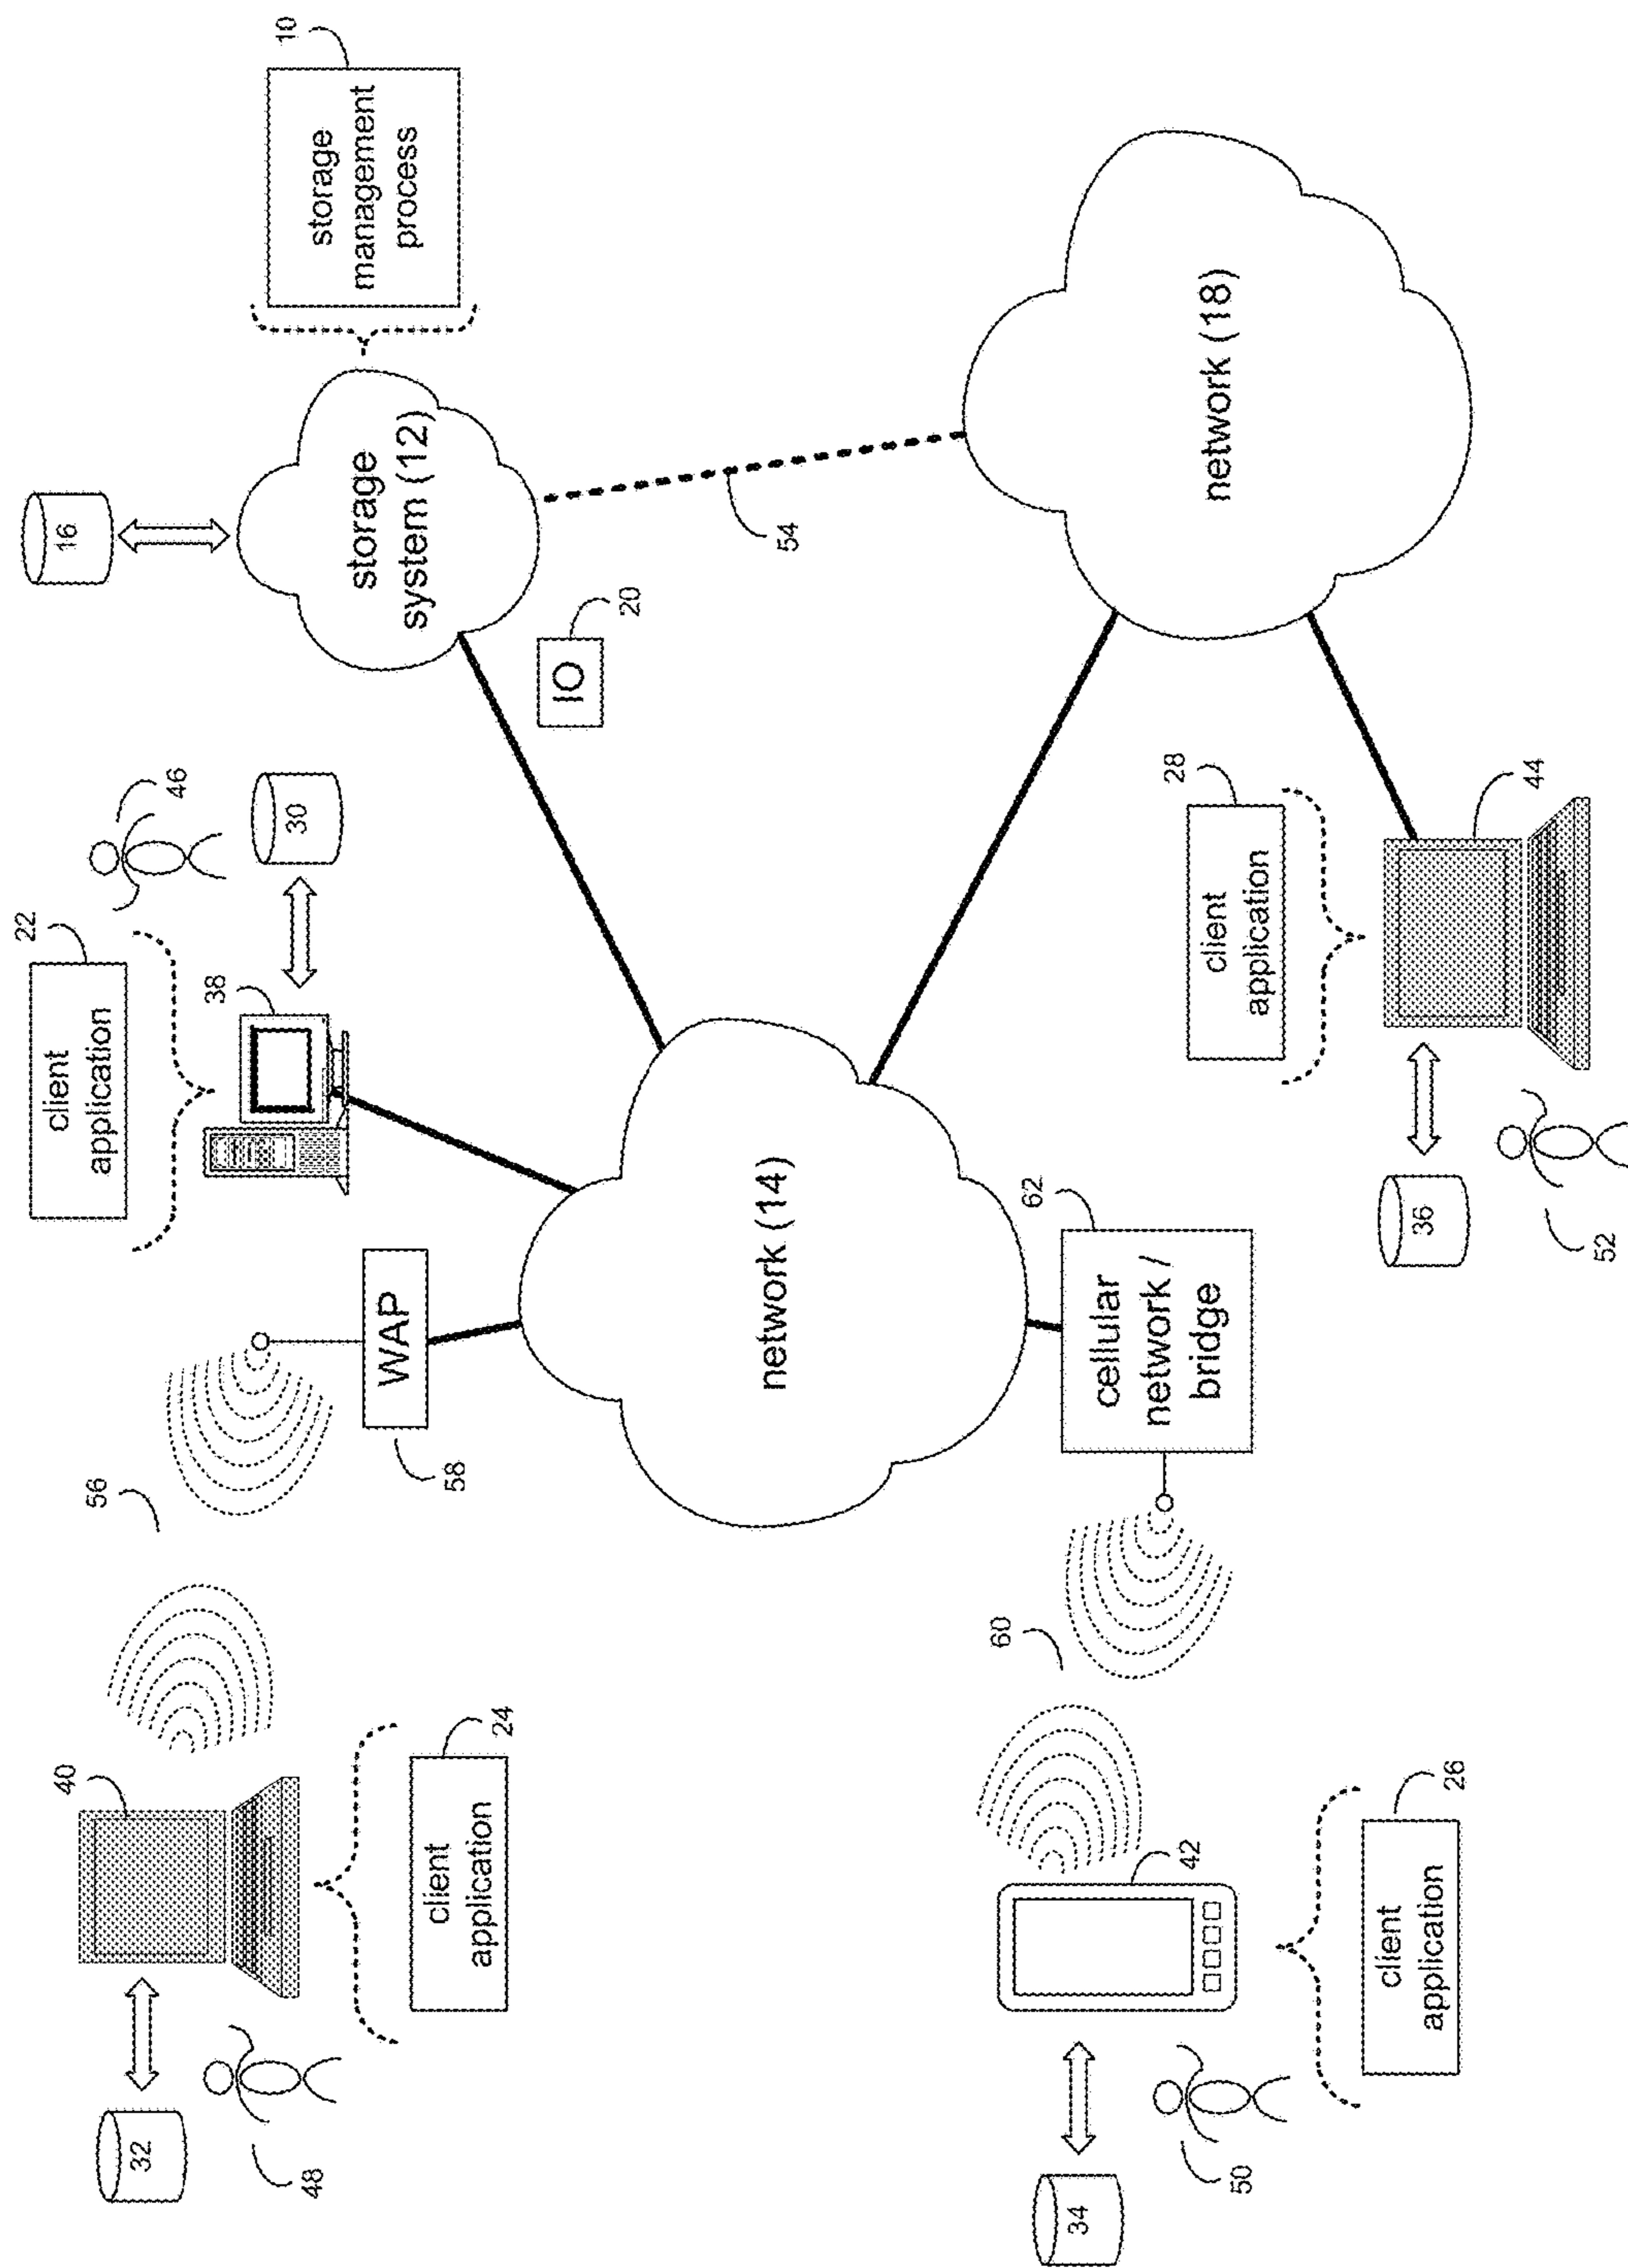 32
40
48
client
application
24
56
WAP
58
client
application
22
38
46
30
16
storage
system (12)
storage
management
process
10
IO
20
54
network (14)
network (18)
34
42
50
client
application
26
60
cellular
network /
bridge
62
client
application
28
44
36
52